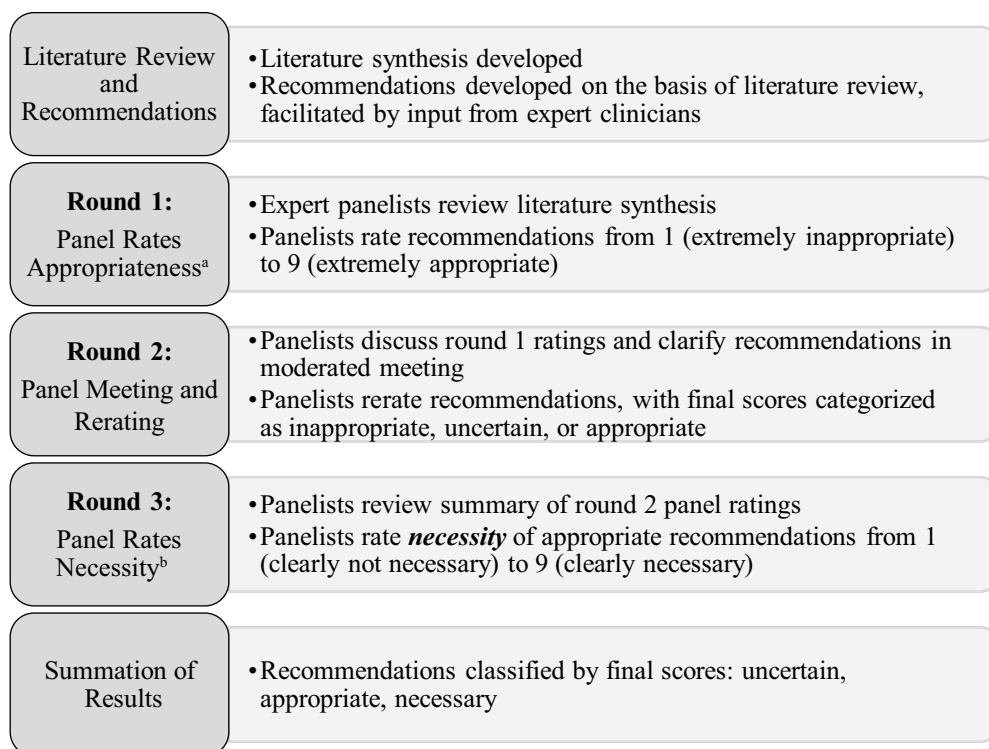 Literature Review
and
Recommendations
•Literature synthesis developed
•Recommendations developed on the basis of literature review,
facilitated by input from expert clinicians
Round 1:
Panel Rates
Appropriatenessᵃ
•Expert panelists review literature synthesis
•Panelists rate recommendations from 1 (extremely inappropriate)
to 9 (extremely appropriate)
Round 2:
Panel Meeting and
Rerating
•Panelists discuss round 1 ratings and clarify recommendations in
moderated meeting
•Panelists rerate recommendations, with final scores categorized
as inappropriate, uncertain, or appropriate
Round 3:
Panel Rates
Necessityᵇ
•Panelists review summary of round 2 panel ratings
•Panelists rate necessity of appropriate recommendations from 1
(clearly not necessary) to 9 (clearly necessary)
Summation of
Results
•Recommendations classified by final scores: uncertain,
appropriate, necessary